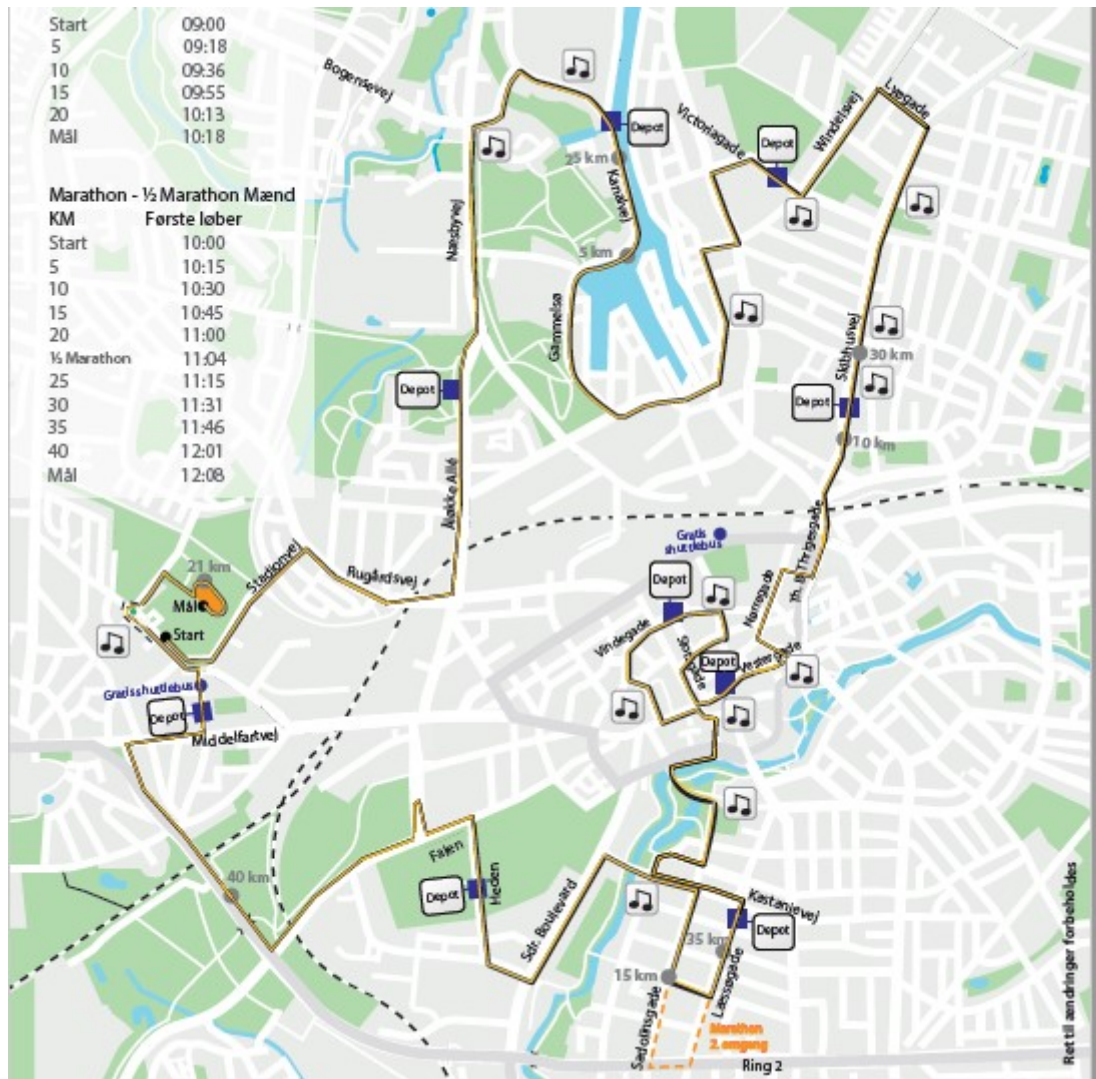 Start 09:00
5 09:18
10 09:36
15 09:55
20 10:13
Mål 10:18
Marathon - ½ Marathon Mænd
KM Første løber
Start 10:00
5 10:15
10 10:30
15 10:45
20 11:00
½ Marathon 11:04
25 11:15
30 11:31
35 11:46
40 12:01
Mål 12:08
Bogensevej
Næsbyvej
Depot
25 km
Kanalvej
5 km
Gammelsø
Victoriagade
Depot
Windelsvej
Lyøgade
Skibhusvej
30 km
Depot
10 km
Depot
Åløkke Allé
Rugårdsvej
Stadionvej
21 km
Mål
Start
Gratis shuttlebus
Depot
Middelfartvej
Gratis
shuttlebus
Depot
Th. B. Thrigesgade
Nørregade
Vindegade
Slotsgade
Depot
Vestergade
40 km
Falen
Depot
Heden
Sdr. Boulevard
Kastanievej
Depot
35 km
15 km
Læssøgade
Sadolinsgade
Marathon
2. omgang
Ring 2
Ret til ændringer forbeholdes